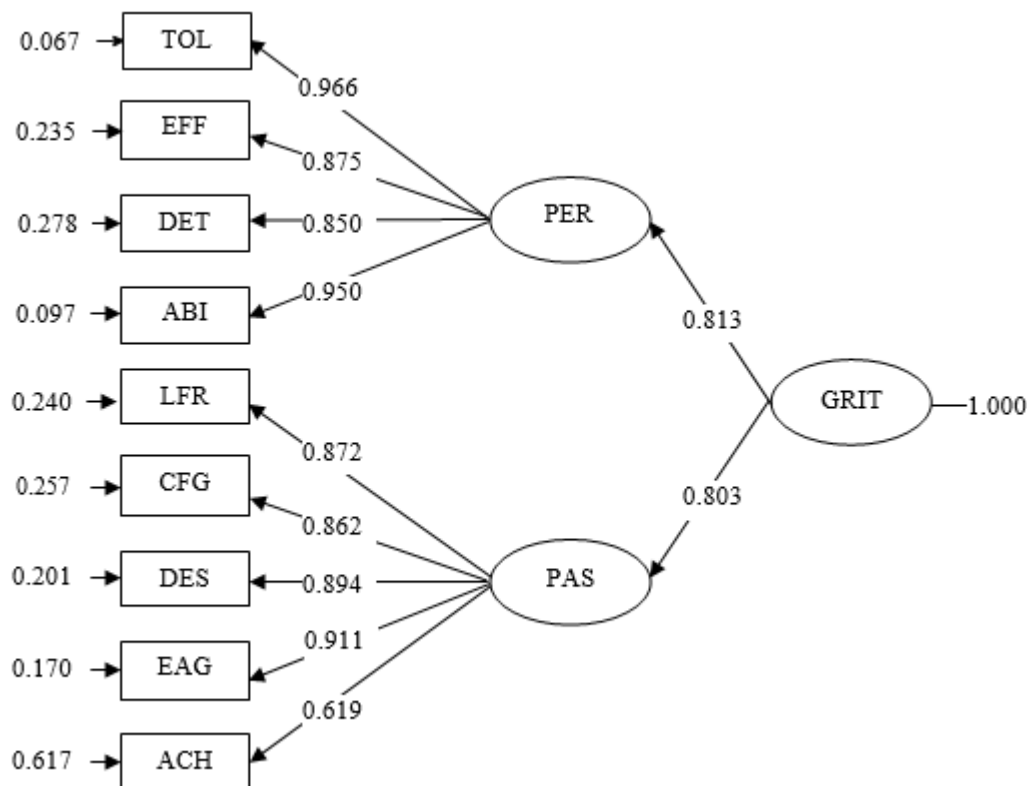 0.067 TOL
0.966
0.235 EFF
0.875
0.278 DET 0.850 PER
0.950
0.097 ABI
0.813
0.240 LFR GRIT 1.000
0.872
0.257 CFG
0.803
0.862
0.201 DES 0.894 PAS
0.911
0.170 EAG
0.619
0.617 ACH